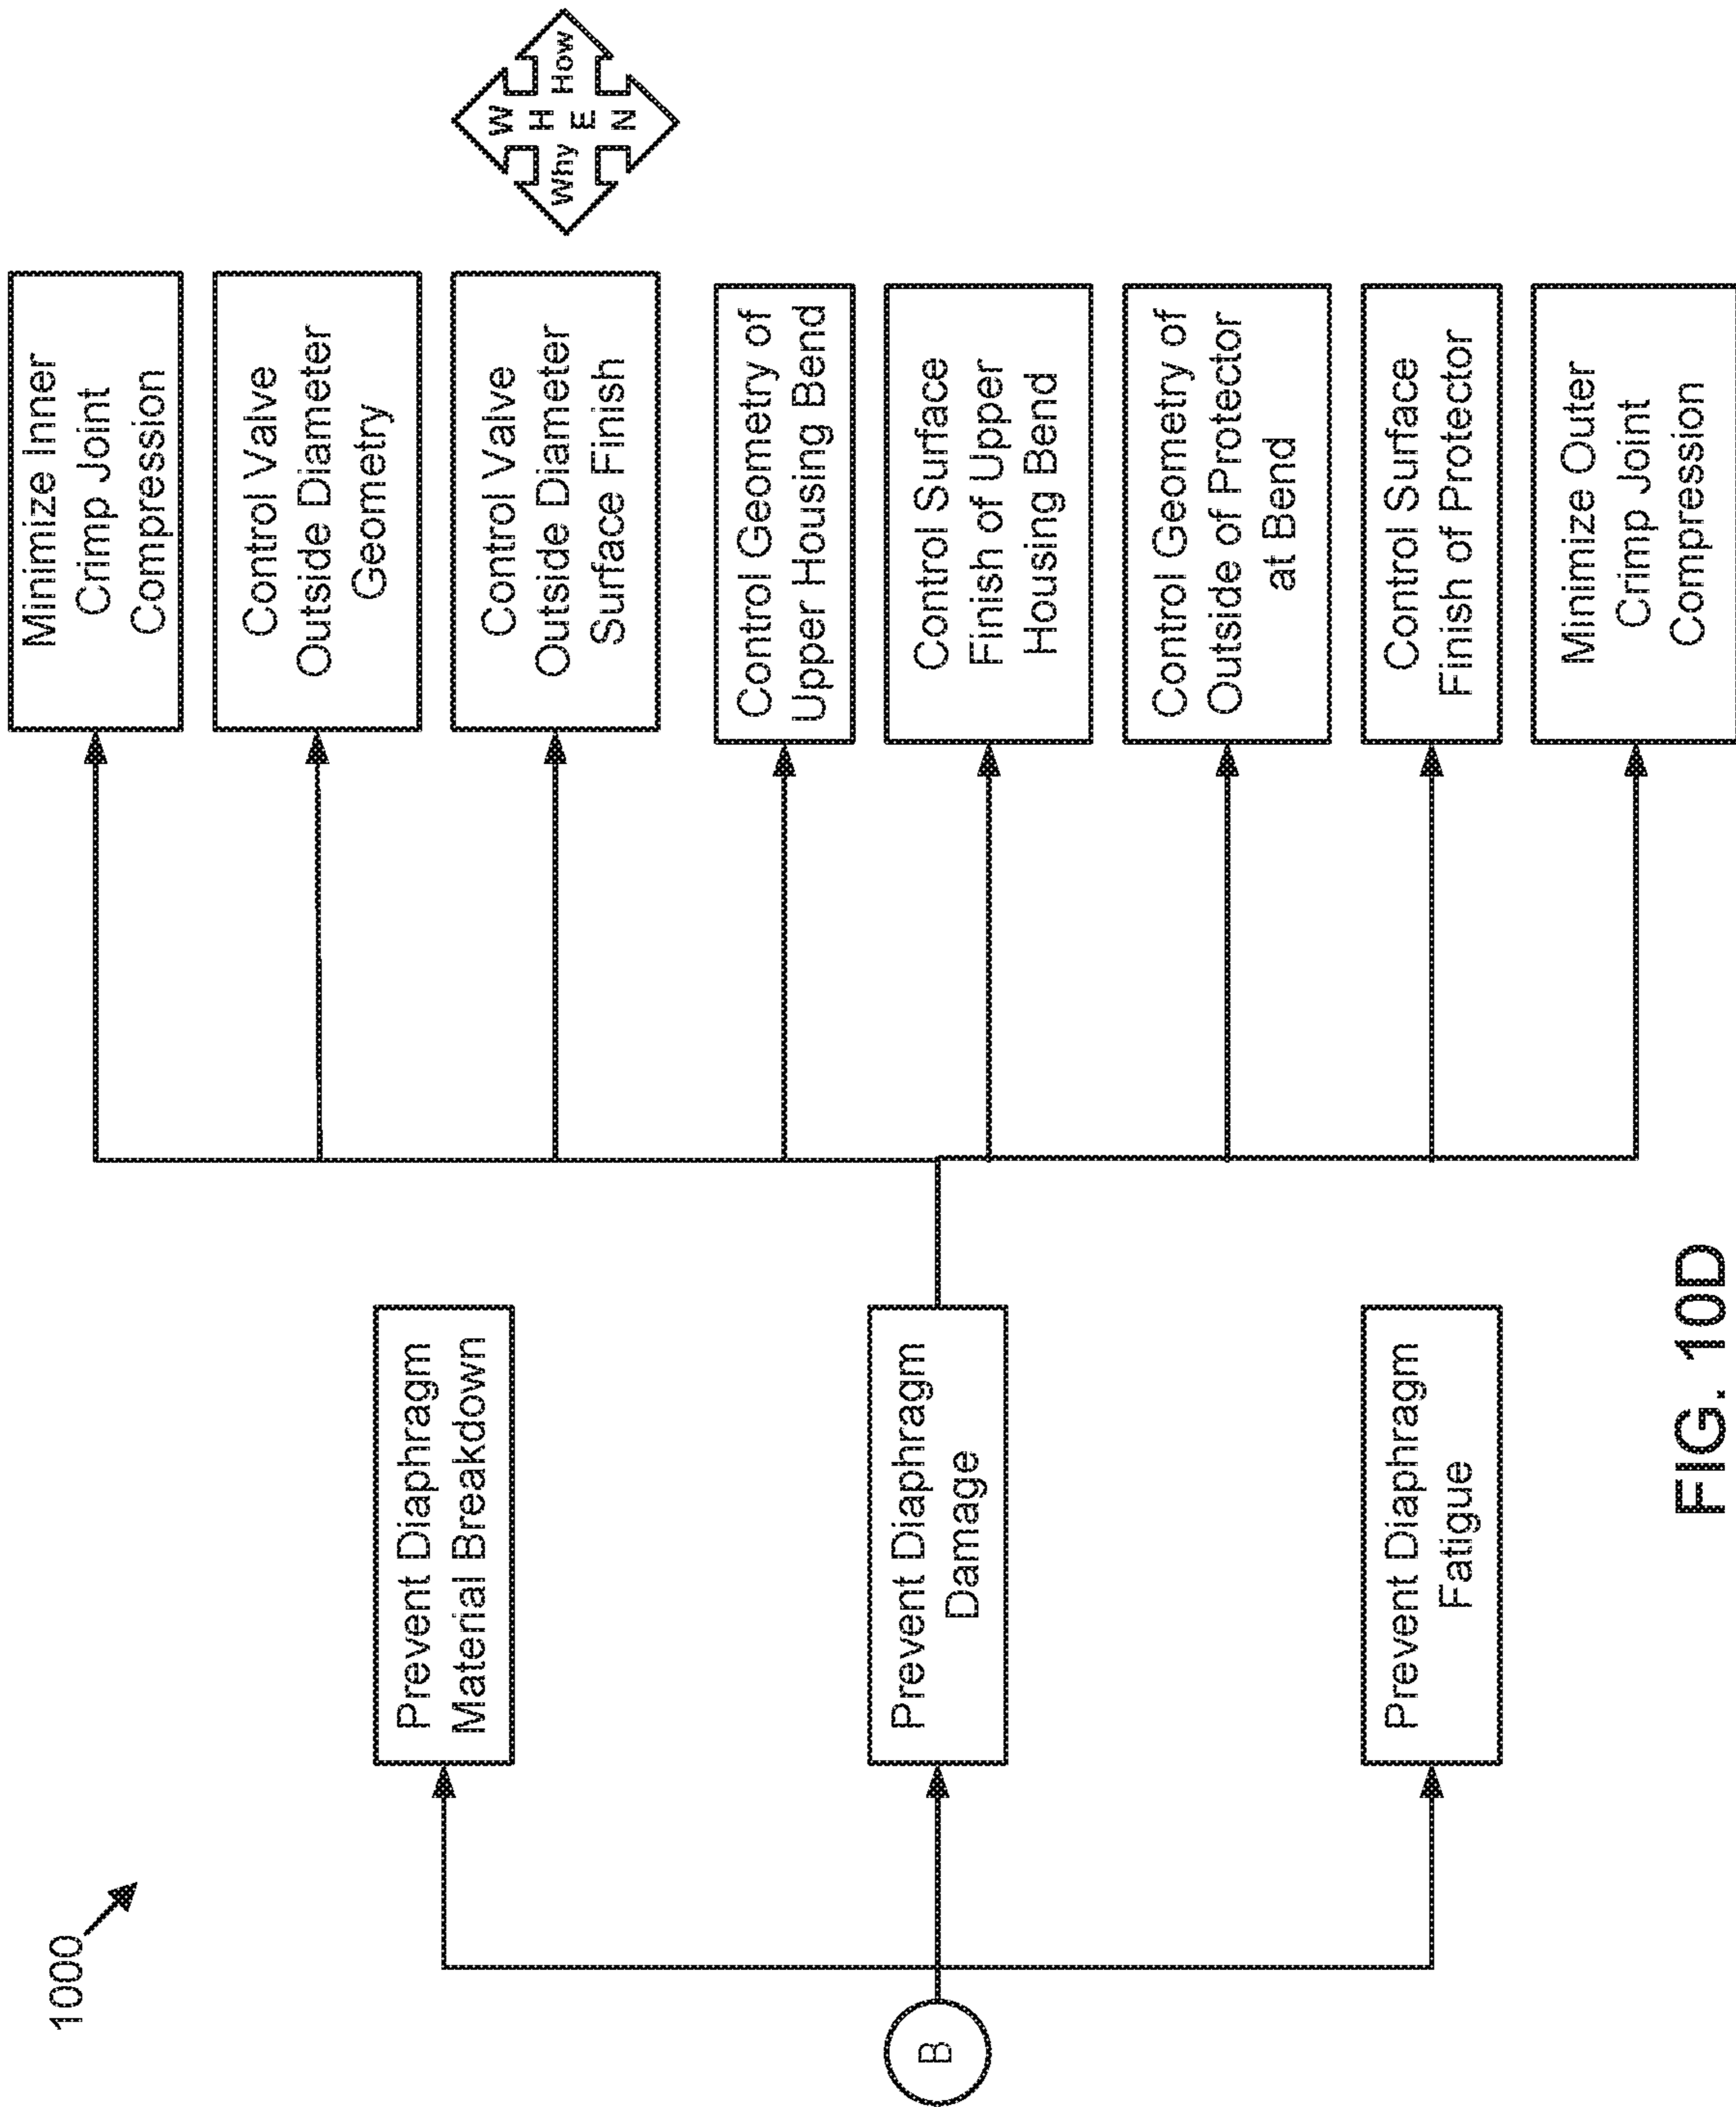 1000
B
Prevent Diaphragm
Material Breakdown
Prevent Diaphragm
Damage
Prevent Diaphragm
Fatigue
Minimize Inner
Crimp Joint
Compression
Control Valve
Outside Diameter
Geometry
Control Valve
Outside Diameter
Surface Finish
Control Geometry of
Upper Housing Bend
Control Surface
Finish of Upper
Housing Bend
Control Geometry of
Outside of Protector
at Bend
Control Surface
Finish of Protector
Minimize Outer
Crimp Joint
Compression
Why
WHEN
How
FIG. 10D